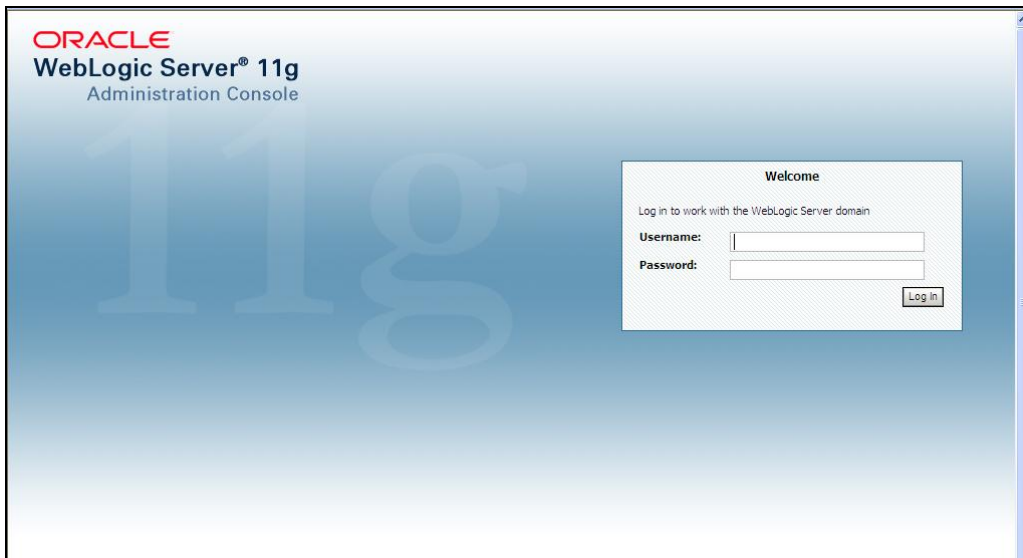 ORACLE
WebLogic Server® 11g
Administration Console
11g
Welcome
Log in to work with the WebLogic Server domain
Username:
Password:
Log In